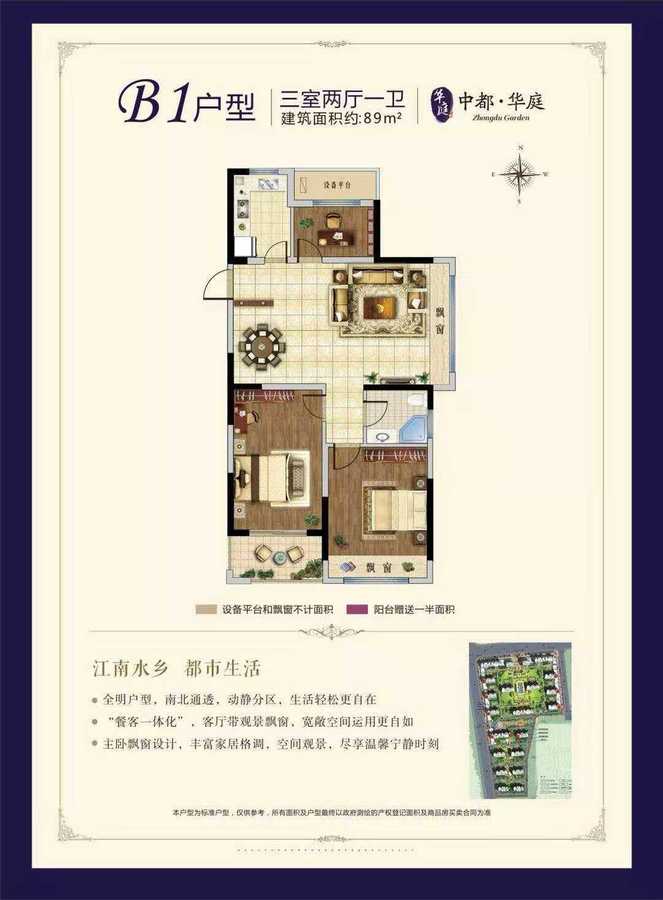 B1户型
三室两厅一卫
建筑面积约:89m²
华庭
中都·华庭
Zhongdu Garden
N
E
W
S
设备平台
飘窗
飘窗
设备平台和飘窗不计面积
阳台赠送一半面积
江南水乡 都市生活
● 全明户型，南北通透，动静分区，生活轻松更自在
● “餐客一体化”，客厅带观景飘窗，宽敞空间运用更自如
● 主卧飘窗设计，丰富家居格调，空间观景，尽享温馨宁静时刻
本户型为标准户型，仅供参考，所有面积及户型最终以政府测绘的产权登记面积及商品房买卖合同为准